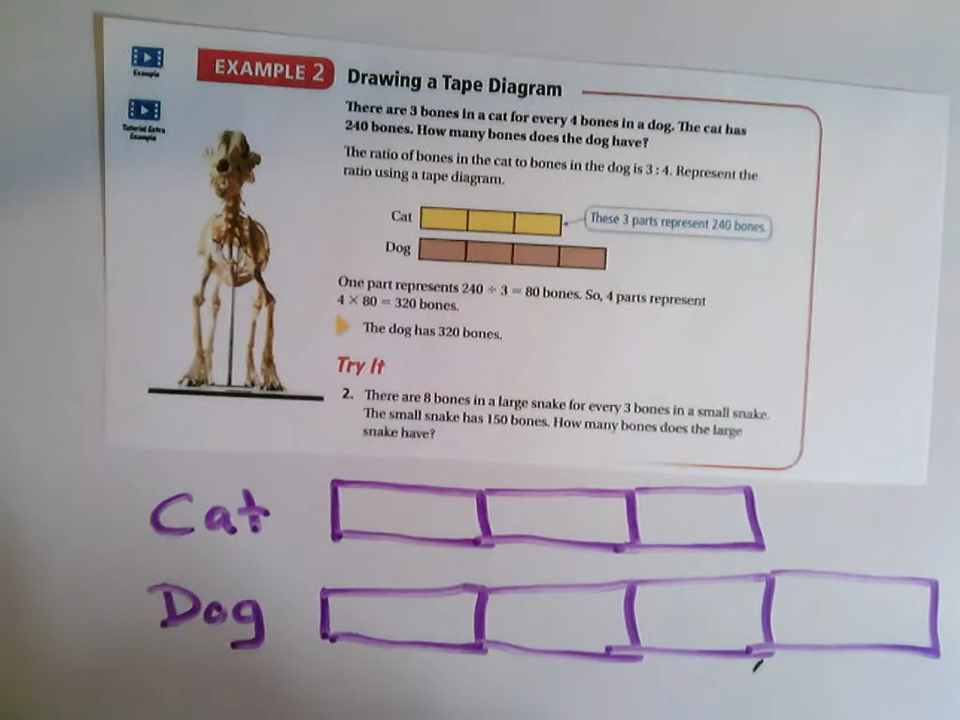 Example
Tutorial Extra
Example
EXAMPLE 2
Drawing a Tape Diagram
There are 3 bones in a cat for every 4 bones in a dog. The cat has
240 bones. How many bones does the dog have?
The ratio of bones in the cat to bones in the dog is 3 : 4. Represent the
ratio using a tape diagram.
Cat
These 3 parts represent 240 bones.
Dog
One part represents 240 ÷ 3 = 80 bones. So, 4 parts represent
4 × 80 = 320 bones.
The dog has 320 bones.
Try It
2. There are 8 bones in a large snake for every 3 bones in a small snake.
The small snake has 150 bones. How many bones does the large
snake have?
Cat
Dog